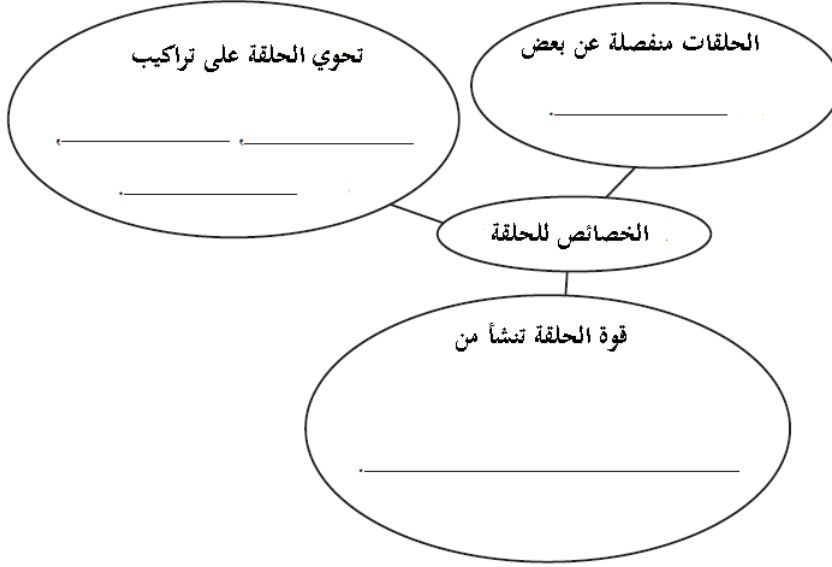 الحلقات منفصلة عن بعض
.
تحوي الحلقة على تراكيب
، ،
.
الخصائص للحلقة
قوة الحلقة تنشأ من
.